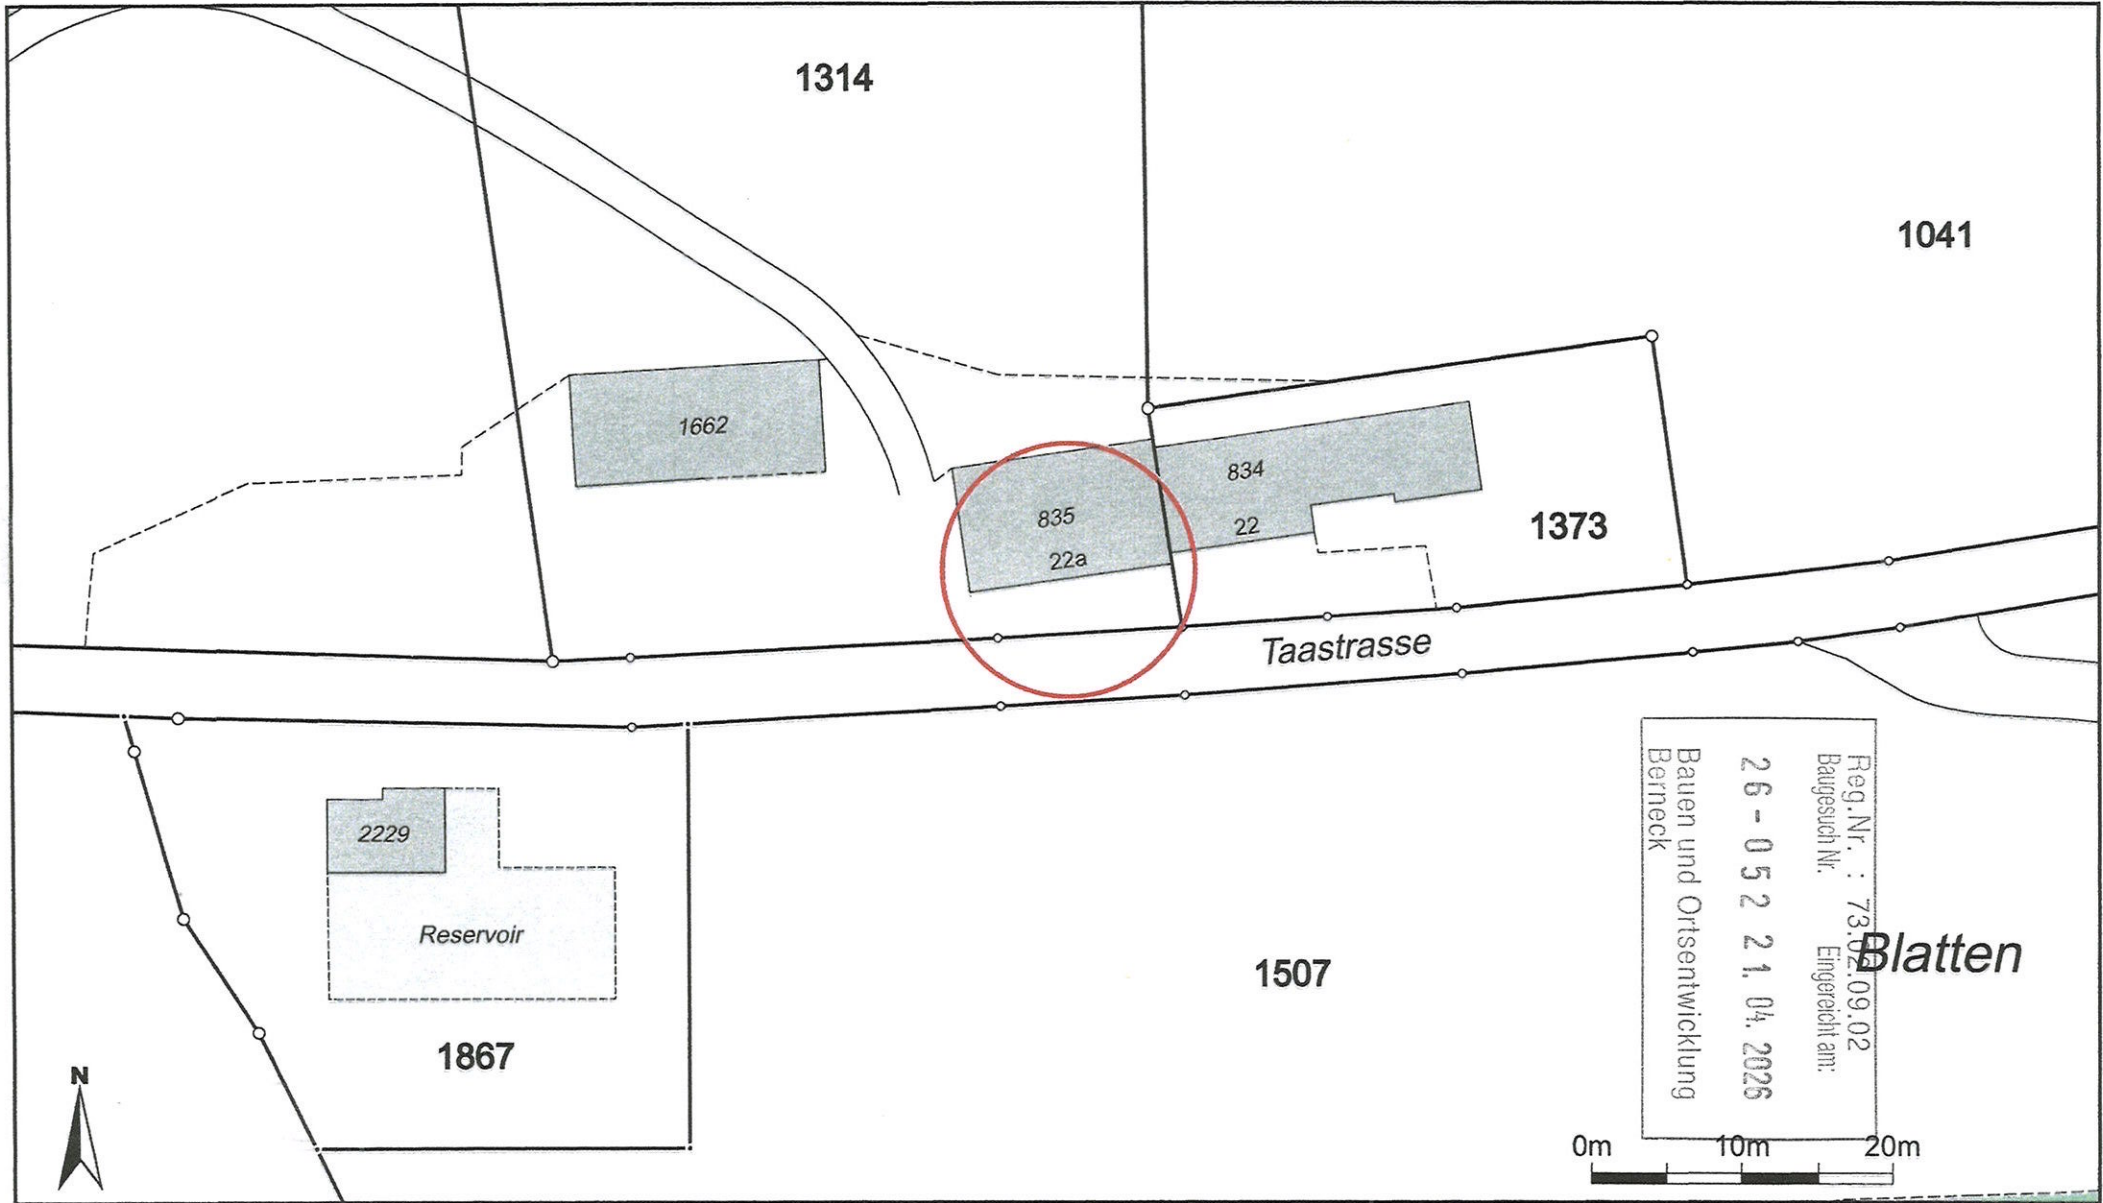 1314
1041
1662
834
835
22
1373
22a
Taastrasse
Reg.Nr. : 73.02.09.02
Baugesuch Nr. Eingereicht am:
26-052 21. 04. 2026
Bauen und Ortsentwicklung
Berneck
2229
Reservoir
Blatten
1507
1867
N
0m 10m 20m